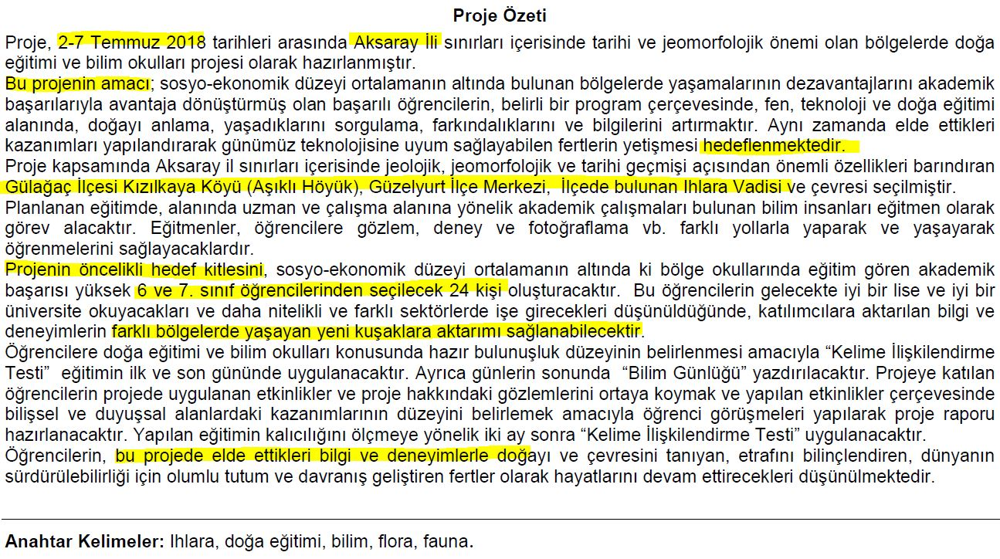 Proje Özeti
Proje, 2-7 Temmuz 2018 tarihleri arasında Aksaray İli sınırları içerisinde tarihi ve jeomorfolojik önemi olan bölgelerde doğa
eğitimi ve bilim okulları projesi olarak hazırlanmıştır.
Bu projenin amacı; sosyo-ekonomik düzeyi ortalamanın altında bulunan bölgelerde yaşamalarının dezavantajlarını akademik
başarılarıyla avantaja dönüştürmüş olan başarılı öğrencilerin, belirli bir program çerçevesinde, fen, teknoloji ve doğa eğitimi
alanında, doğayı anlama, yaşadıklarını sorgulama, farkındalıklarını ve bilgilerini artırmaktır. Aynı zamanda elde ettikleri
kazanımları yapılandırarak günümüz teknolojisine uyum sağlayabilen fertlerin yetişmesi hedeflenmektedir.
Proje kapsamında Aksaray il sınırları içerisinde jeolojik, jeomorfolojik ve tarihi geçmişi açısından önemli özellikleri barındıran
Gülağaç İlçesi Kızılkaya Köyü (Aşıklı Höyük), Güzelyurt İlçe Merkezi, İlçede bulunan Ihlara Vadisi ve çevresi seçilmiştir.
Planlanan eğitimde, alanında uzman ve çalışma alanına yönelik akademik çalışmaları bulunan bilim insanları eğitmen olarak
görev alacaktır. Eğitmenler, öğrencilere gözlem, deney ve fotoğraflama vb. farklı yollarla yaparak ve yaşayarak
öğrenmelerini sağlayacaklardır.
Projenin öncelikli hedef kitlesini, sosyo-ekonomik düzeyi ortalamanın altında ki bölge okullarında eğitim gören akademik
başarısı yüksek 6 ve 7. sınıf öğrencilerinden seçilecek 24 kişi oluşturacaktır. Bu öğrencilerin gelecekte iyi bir lise ve iyi bir
üniversite okuyacakları ve daha nitelikli ve farklı sektörlerde işe girecekleri düşünüldüğünde, katılımcılara aktarılan bilgi ve
deneyimlerin farklı bölgelerde yaşayan yeni kuşaklara aktarımı sağlanabilecektir.
Öğrencilere doğa eğitimi ve bilim okulları konusunda hazır bulunuşluk düzeyinin belirlenmesi amacıyla “Kelime İlişkilendirme
Testi” eğitimin ilk ve son gününde uygulanacaktır. Ayrıca günlerin sonunda “Bilim Günlüğü” yazdırılacaktır. Projeye katılan
öğrencilerin projede uygulanan etkinlikler ve proje hakkındaki gözlemlerini ortaya koymak ve yapılan etkinlikler çerçevesinde
bilişsel ve duyuşsal alanlardaki kazanımlarının düzeyini belirlemek amacıyla öğrenci görüşmeleri yapılarak proje raporu
hazırlanacaktır. Yapılan eğitimin kalıcılığını ölçmeye yönelik iki ay sonra “Kelime İlişkilendirme Testi” uygulanacaktır.
Öğrencilerin, bu projede elde ettikleri bilgi ve deneyimlerle doğayı ve çevresini tanıyan, etrafını bilinçlendiren, dünyanın
sürdürülebilirliği için olumlu tutum ve davranış geliştiren fertler olarak hayatlarını devam ettirecekleri düşünülmektedir.
Anahtar Kelimeler: Ihlara, doğa eğitimi, bilim, flora, fauna.